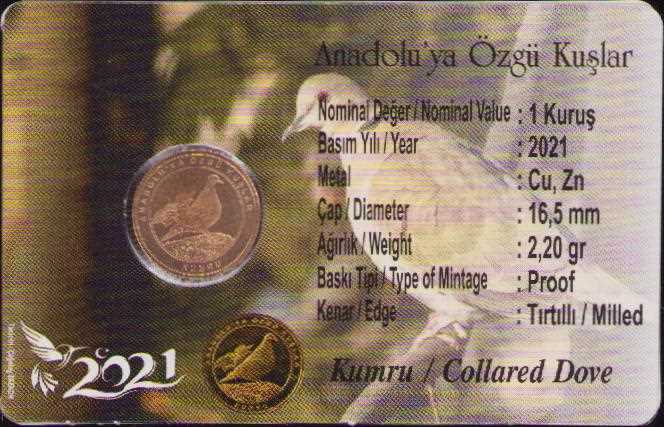 Anadolu'ya Özgü Kuşlar
Nominal Değer / Nominal Value : 1 Kuruş
Basım Yılı / Year : 2021
Metal : Cu, Zn
Çap / Diameter : 16,5 mm
Ağırlık / Weight : 2,20 gr
Baskı Tipi / Type of Mintage : Proof
Kenar / Edge : Tırtıllı / Milled
Kumru / Collared Dove
2021
KUMRU